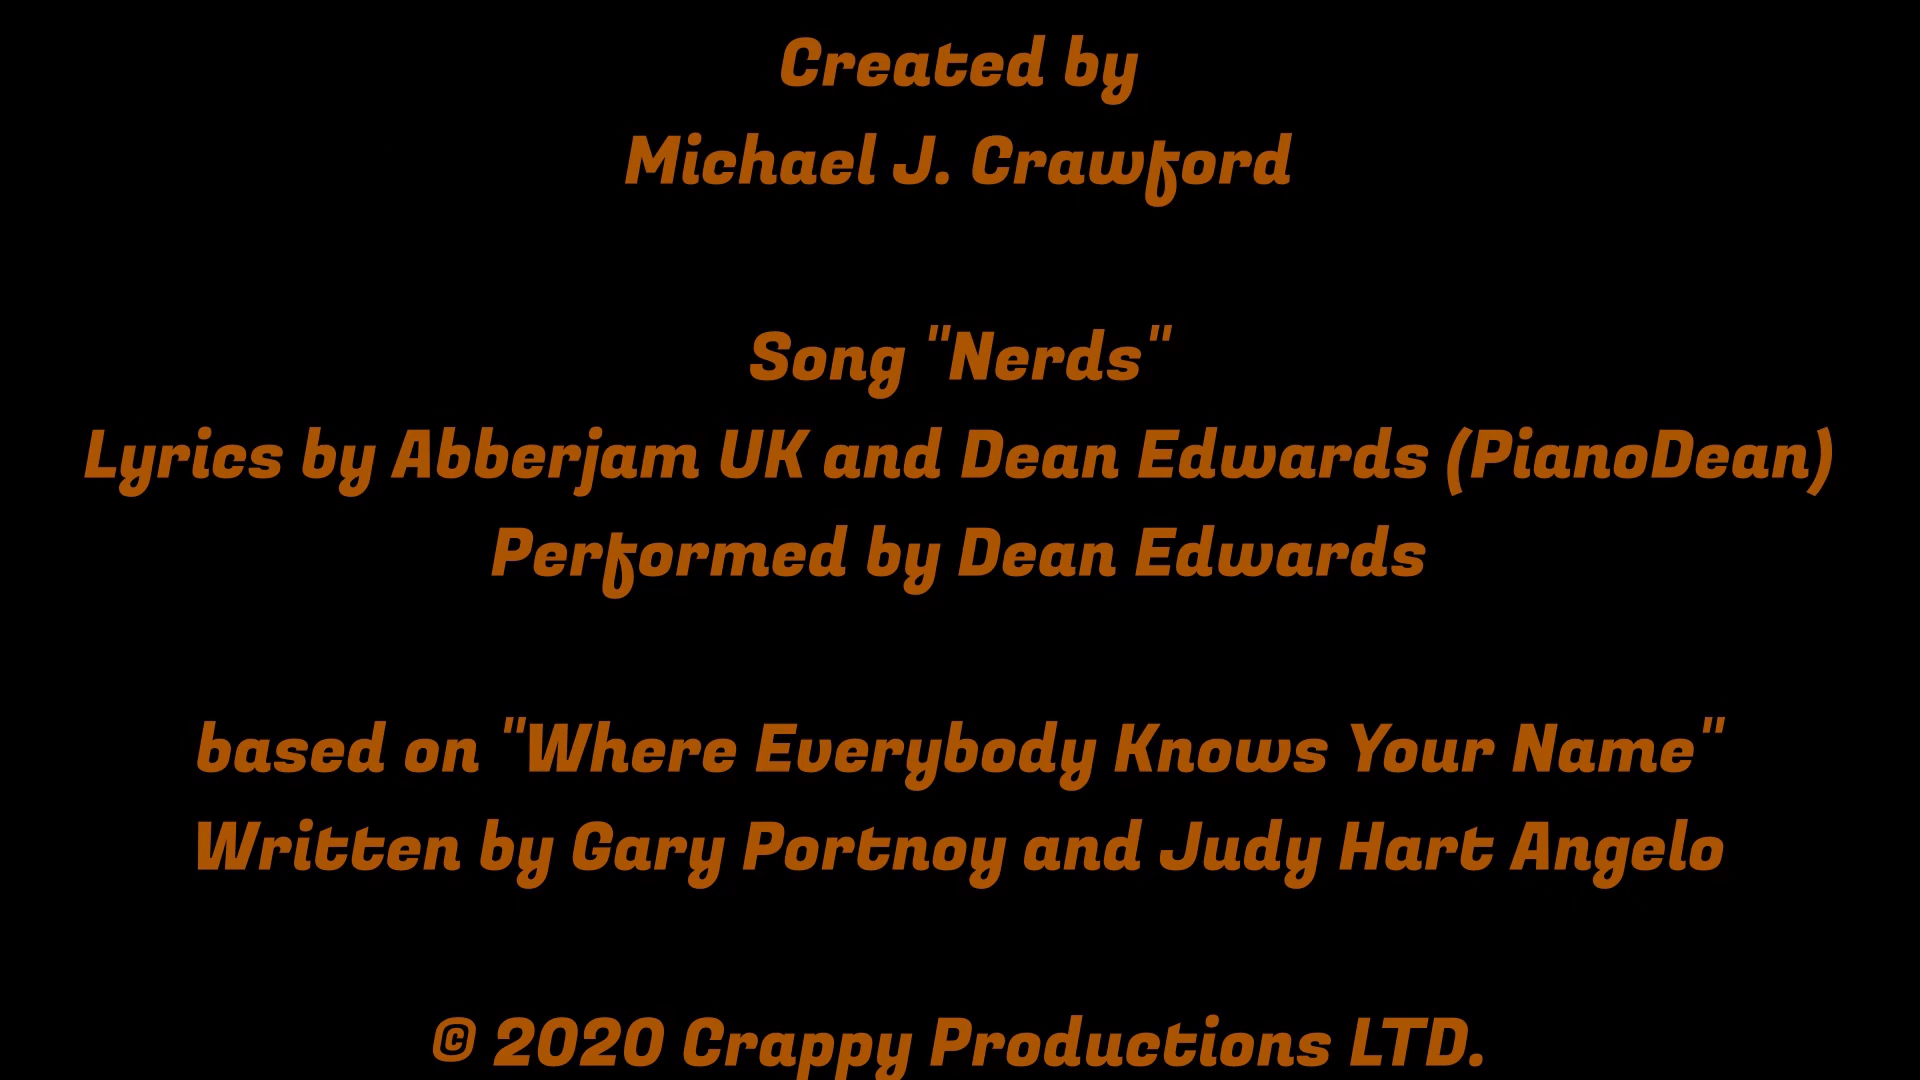 Created by
Michael J. Crawford
Song "Nerds"
Lyrics by Abberjam UK and Dean Edwards (PianoDean)
Performed by Dean Edwards
based on "Where Everybody Knows Your Name"
Written by Gary Portnoy and Judy Hart Angelo
© 2020 Crappy Productions LTD.